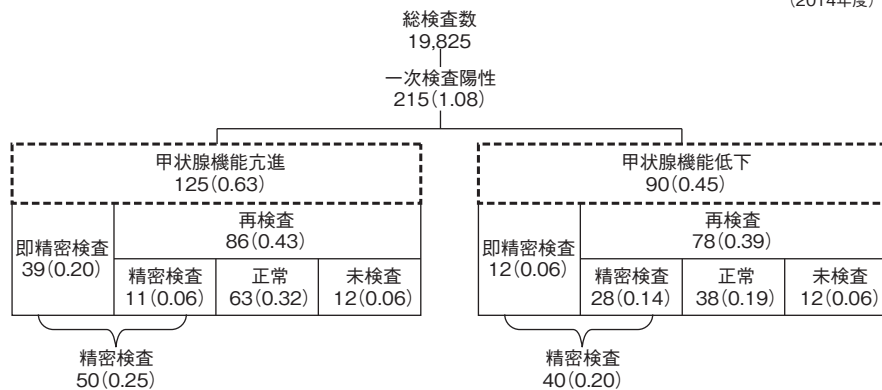 （2014年度）
総検査数
19,825
一次検査陽性
215（1.08）
甲状腺機能亢進
125（0.63）
甲状腺機能低下
90（0.45）
即精密検査
39（0.20）
再検査
86（0.43）
精密検査
11（0.06）
正常
63（0.32）
未検査
12（0.06）
即精密検査
12（0.06）
再検査
78（0.39）
精密検査
28（0.14）
正常
38（0.19）
未検査
12（0.06）
精密検査
50（0.25）
精密検査
40（0.20）